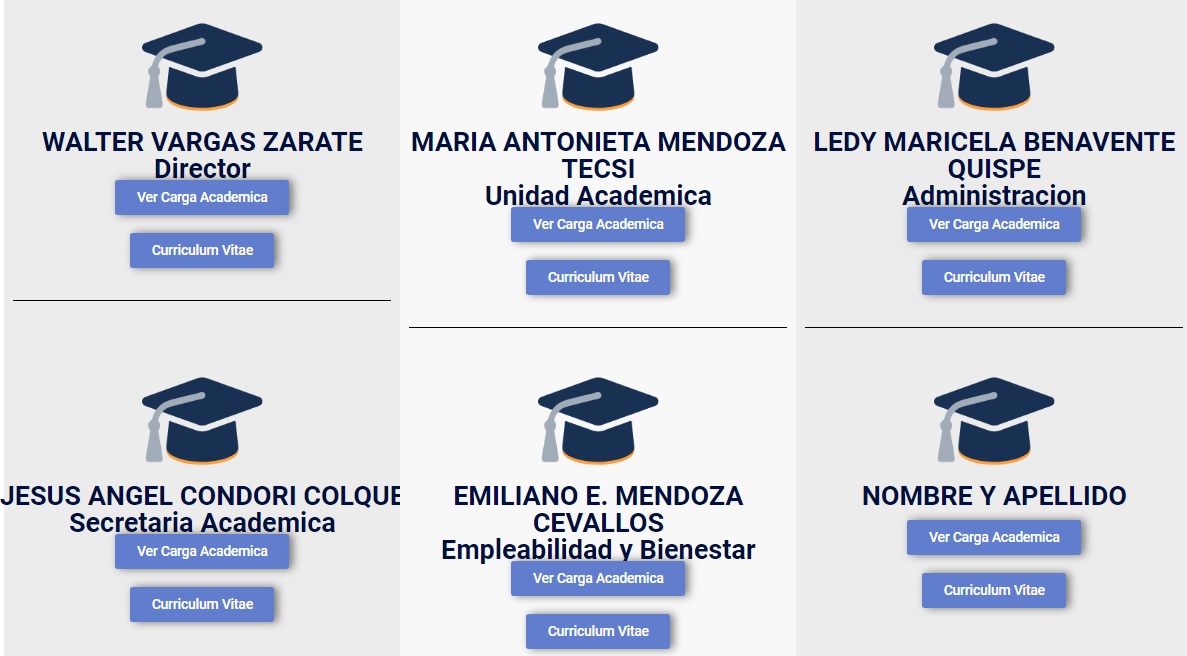 WALTER VARGAS ZARATE
Director
Ver Carga Academica
Curriculum Vitae
MARIA ANTONIETA MENDOZA
TECSI
Unidad Academica
Ver Carga Academica
Curriculum Vitae
LEDY MARICELA BENAVENTE
QUISPE
Administracion
Ver Carga Academica
Curriculum Vitae
JESUS ANGEL CONDORI COLQUE
Secretaria Academica
Ver Carga Academica
Curriculum Vitae
EMILIANO E. MENDOZA
CEVALLOS
Empleabilidad y Bienestar
Ver Carga Academica
Curriculum Vitae
NOMBRE Y APELLIDO
Ver Carga Academica
Curriculum Vitae